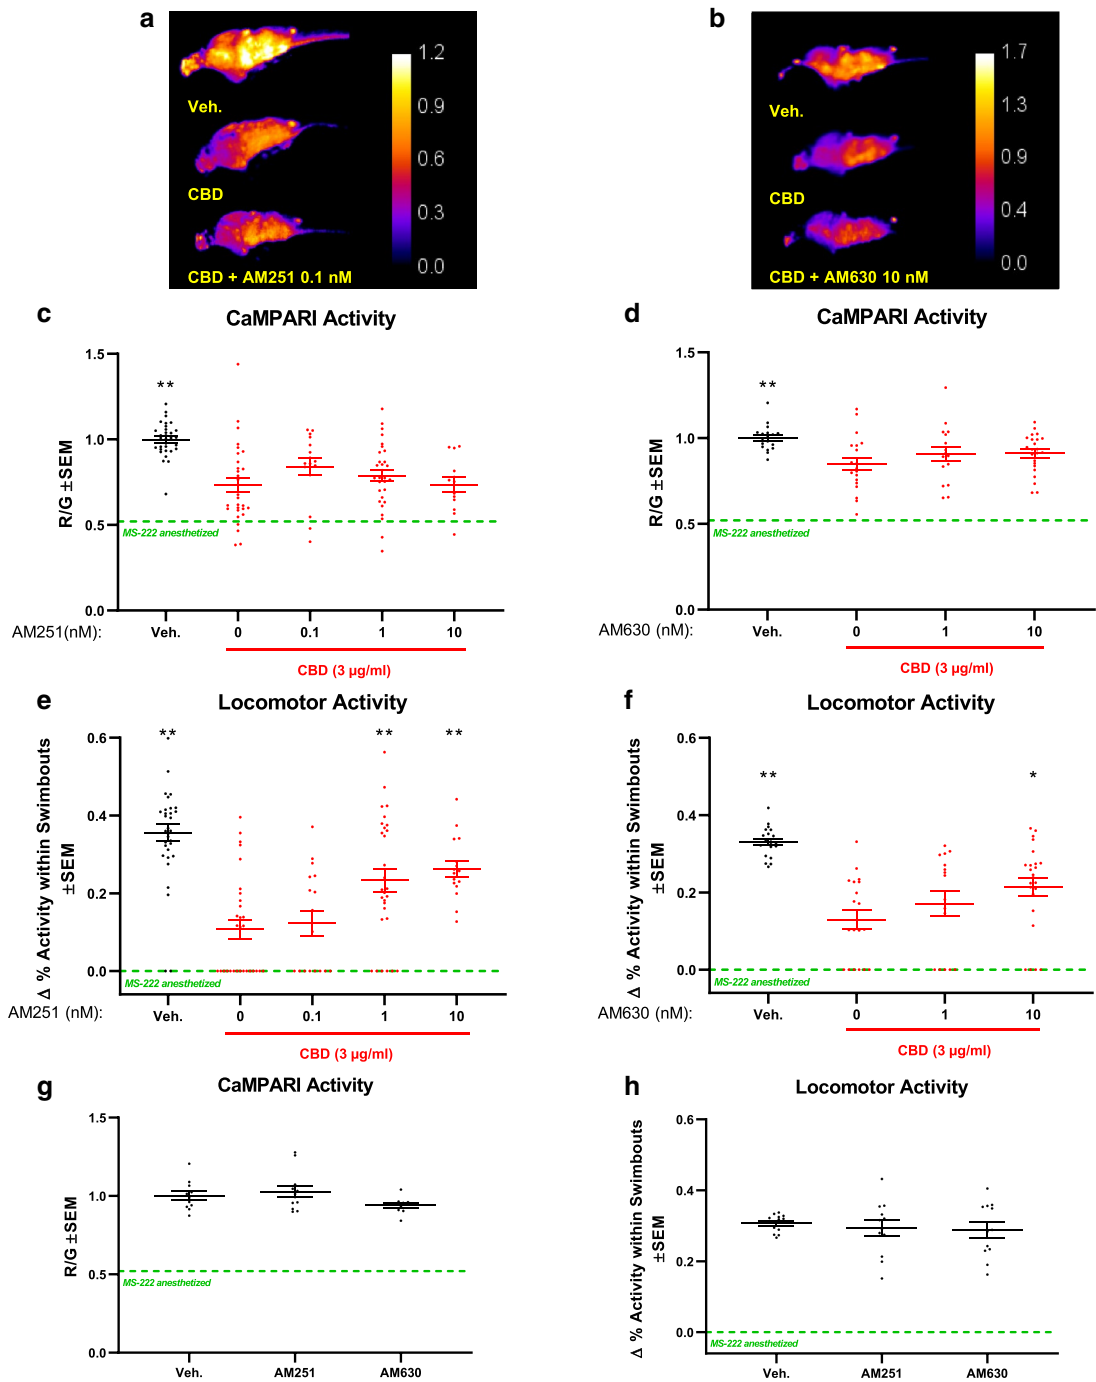 a
1.2
0.9
0.6
0.3
0.0
Veh.
CBD
CBD + AM251 0.1 nM
b
1.7
1.3
0.9
0.4
0.0
Veh.
CBD
CBD + AM630 10 nM
c
CaMPARI Activity
R/G ±SEM
1.5
1.0
0.5
0.0
**
MS-222 anesthetized
AM251(nM):
Veh. 0 0.1 1 10
CBD (3 µg/ml)
d
CaMPARI Activity
R/G ±SEM
1.5
1.0
0.5
0.0
**
MS-222 anesthetized
AM630 (nM):
Veh. 0 1 10
CBD (3 µg/ml)
e
Locomotor Activity
Δ % Activity within Swimbouts
±SEM
0.6
0.4
0.2
0.0
** ** **
MS-222 anesthetized
AM251 (nM):
Veh. 0 0.1 1 10
CBD (3 µg/ml)
f
Locomotor Activity
Δ % Activity within Swimbouts
±SEM
0.6
0.4
0.2
0.0
** *
MS-222 anesthetized
AM630 (nM):
Veh. 0 1 10
CBD (3 µg/ml)
g
CaMPARI Activity
R/G ±SEM
1.5
1.0
0.5
0.0
MS-222 anesthetized
Veh. AM251 AM630
h
Locomotor Activity
Δ % Activity within Swimbouts
±SEM
0.6
0.4
0.2
0.0
MS-222 anesthetized
Veh. AM251 AM630